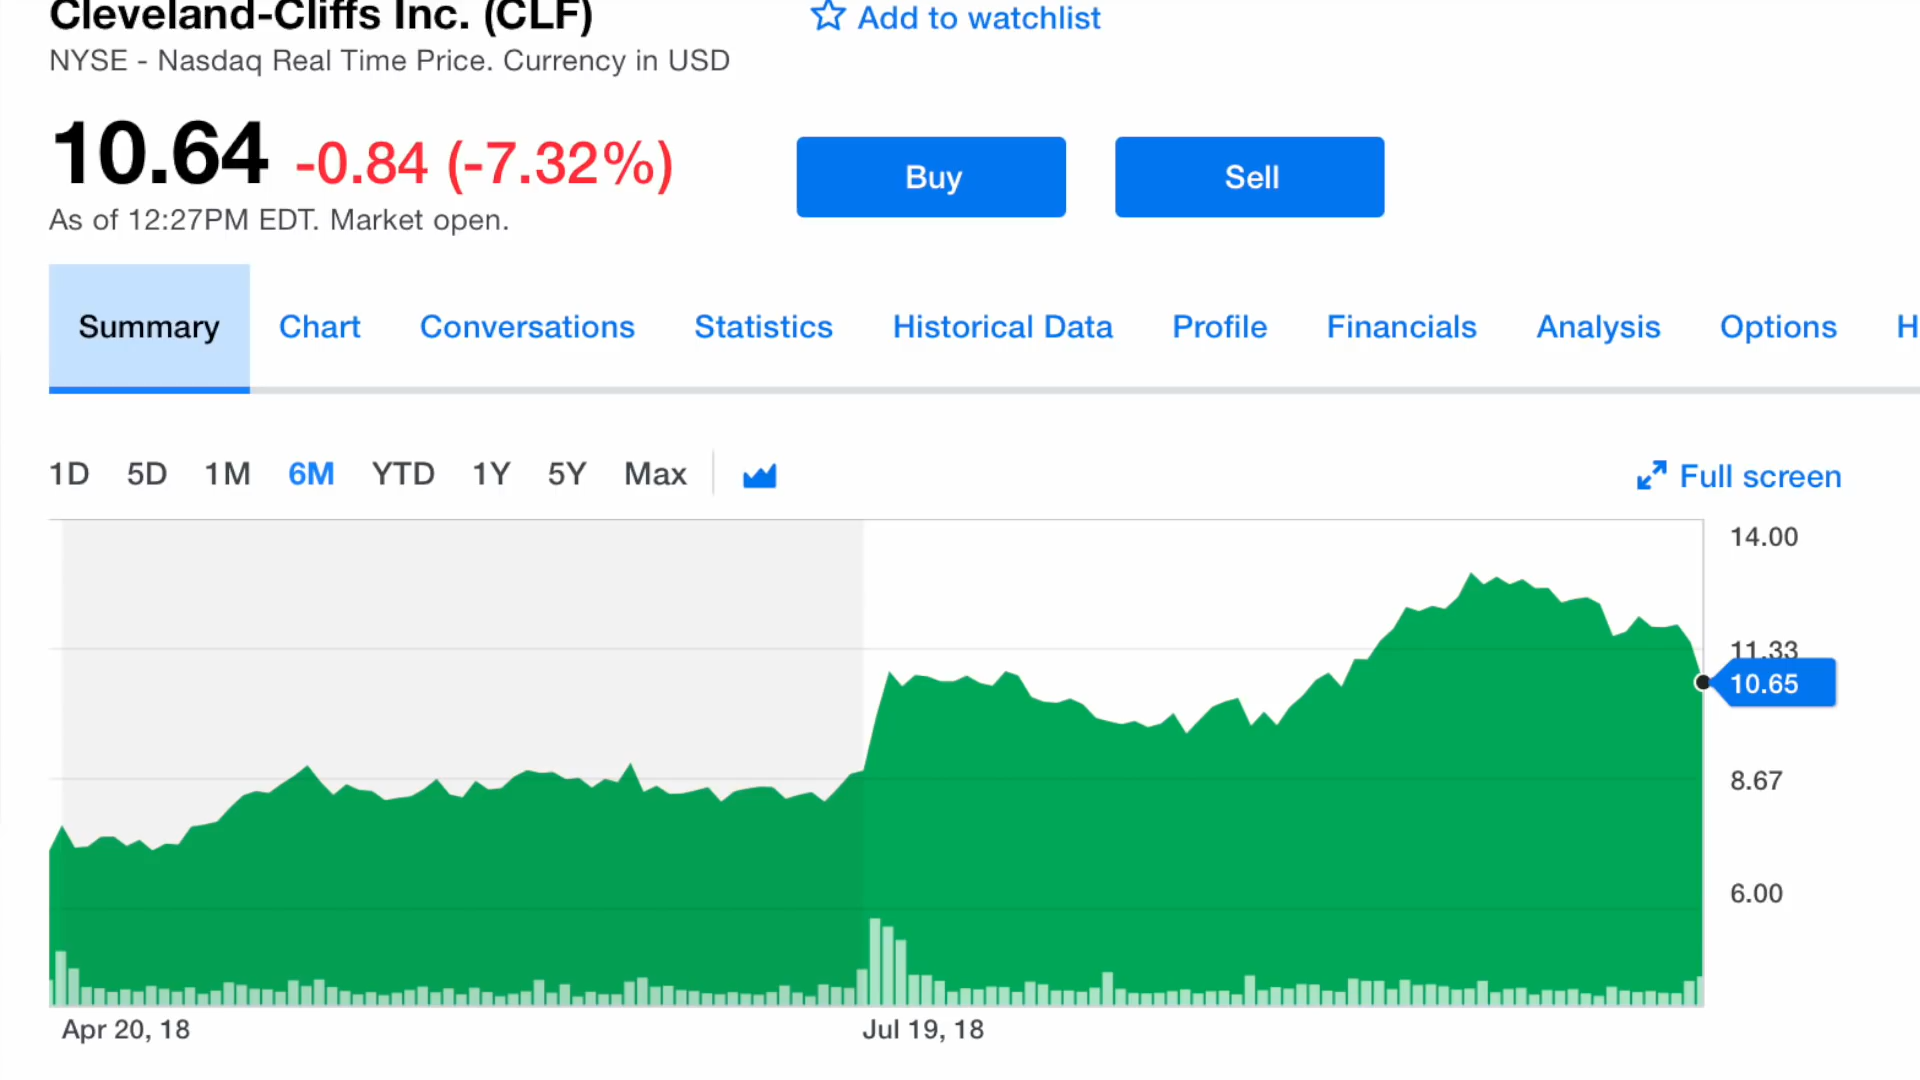 Cleveland-Cliffs Inc. (CLF)
Add to watchlist
NYSE - Nasdaq Real Time Price. Currency in USD
10.64 -0.84 (-7.32%)
Buy
Sell
As of 12:27PM EDT. Market open.
Summary Chart Conversations Statistics Historical Data Profile Financials Analysis Options H
1D 5D 1M 6M YTD 1Y 5Y Max
Full screen
14.00
11.33
10.65
8.67
6.00
Apr 20, 18
Jul 19, 18